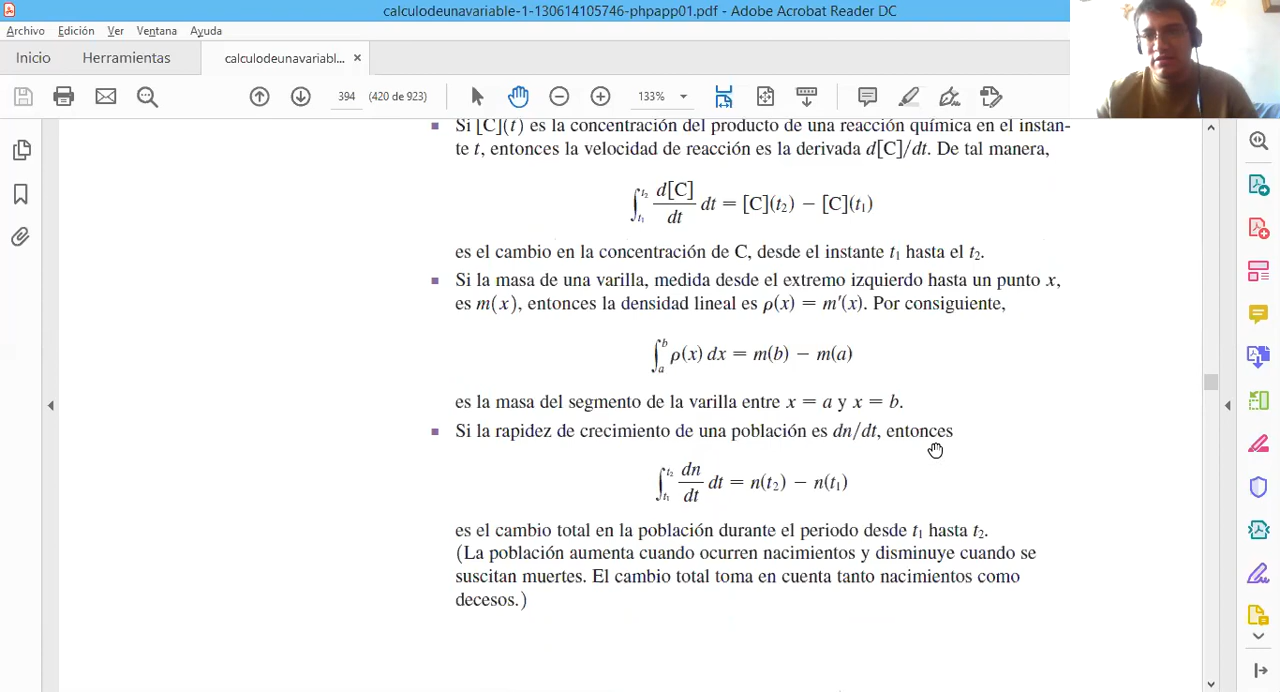 calculodeunavariable-1-130614105746-phpapp01.pdf - Adobe Acrobat Reader DC
Archivo Edición Ver Ventana Ayuda
Inicio Herramientas calculodeunavariabl... ×
394 (420 de 923) 133%
▪ Si [C](t) es la concentración del producto de una reacción química en el instan-
te t, entonces la velocidad de reacción es la derivada d[C]/dt. De tal manera,
∫_{t₁}^{t₂} d[C]/dt dt = [C](t₂) − [C](t₁)
es el cambio en la concentración de C, desde el instante t₁ hasta el t₂.
▪ Si la masa de una varilla, medida desde el extremo izquierdo hasta un punto x,
es m(x), entonces la densidad lineal es ρ(x) = m′(x). Por consiguiente,
∫_{a}^{b} ρ(x) dx = m(b) − m(a)
es la masa del segmento de la varilla entre x = a y x = b.
▪ Si la rapidez de crecimiento de una población es dn/dt, entonces
∫_{t₁}^{t₂} dn/dt dt = n(t₂) − n(t₁)
es el cambio total en la población durante el periodo desde t₁ hasta t₂.
(La población aumenta cuando ocurren nacimientos y disminuye cuando se
suscitan muertes. El cambio total toma en cuenta tanto nacimientos como
decesos.)